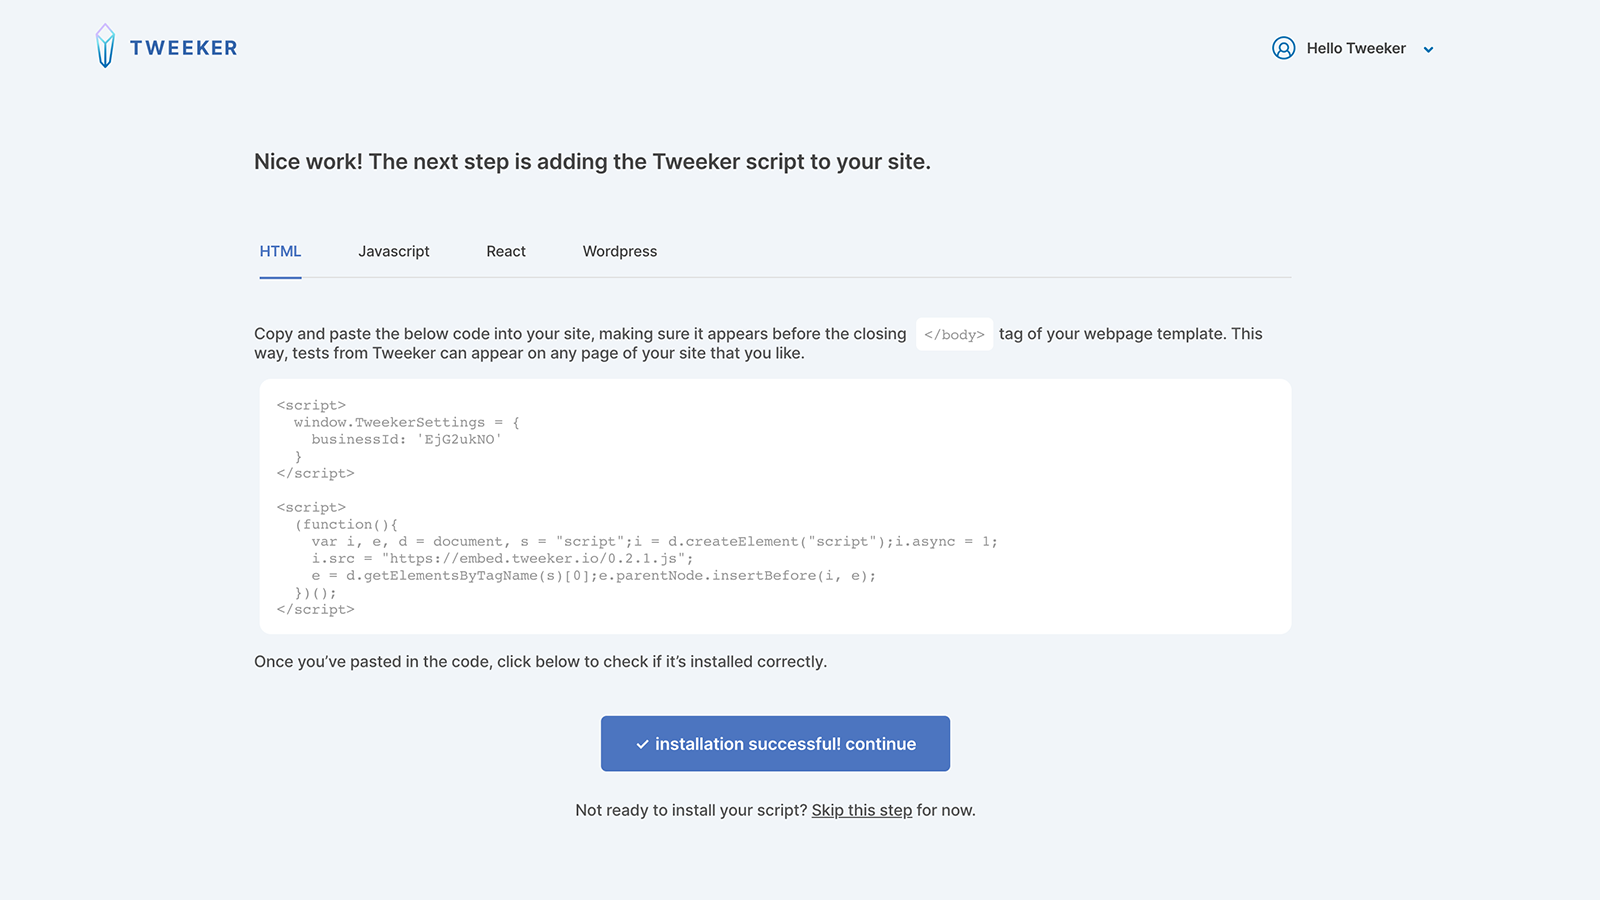 TWEEKER
Hello Tweeker
Nice work! The next step is adding the Tweeker script to your site.
HTML
Javascript
React
Wordpress
Copy and paste the below code into your site, making sure it appears before the closing </body> tag of your webpage template. This
way, tests from Tweeker can appear on any page of your site that you like.
<script>
  window.TweekerSettings = {
    businessId: 'EjG2ukNO'
  }
</script>

<script>
  (function(){
    var i, e, d = document, s = "script";i = d.createElement("script");i.async = 1;
    i.src = "https://embed.tweeker.io/0.2.1.js";
    e = d.getElementsByTagName(s)[0];e.parentNode.insertBefore(i, e);
  })();
</script>
Once you’ve pasted in the code, click below to check if it’s installed correctly.
✓ installation successful! continue
Not ready to install your script? Skip this step for now.